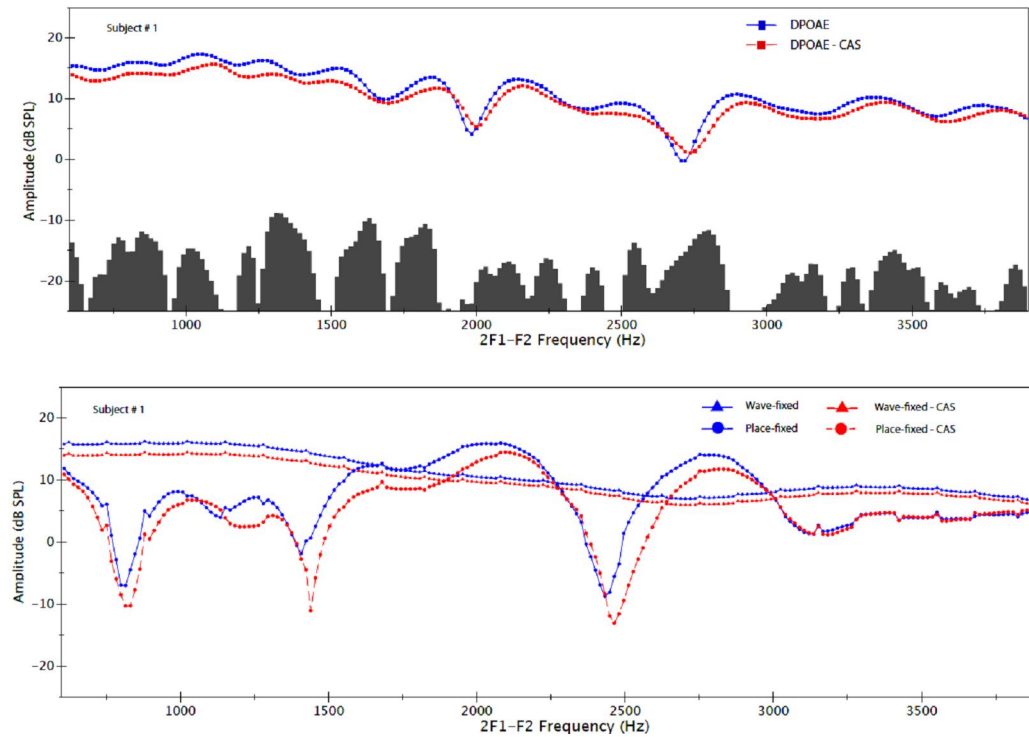 Subject # 1
DPOAE
DPOAE - CAS
Amplitude (dB SPL)
20
10
0
-10
-20
1000
1500
2000
2500
3000
3500
2F1-F2 Frequency (Hz)
Subject # 1
Wave-fixed
Wave-fixed - CAS
Place-fixed
Place-fixed - CAS
Amplitude (dB SPL)
20
10
0
-10
-20
1000
1500
2000
2500
3000
3500
2F1-F2 Frequency (Hz)